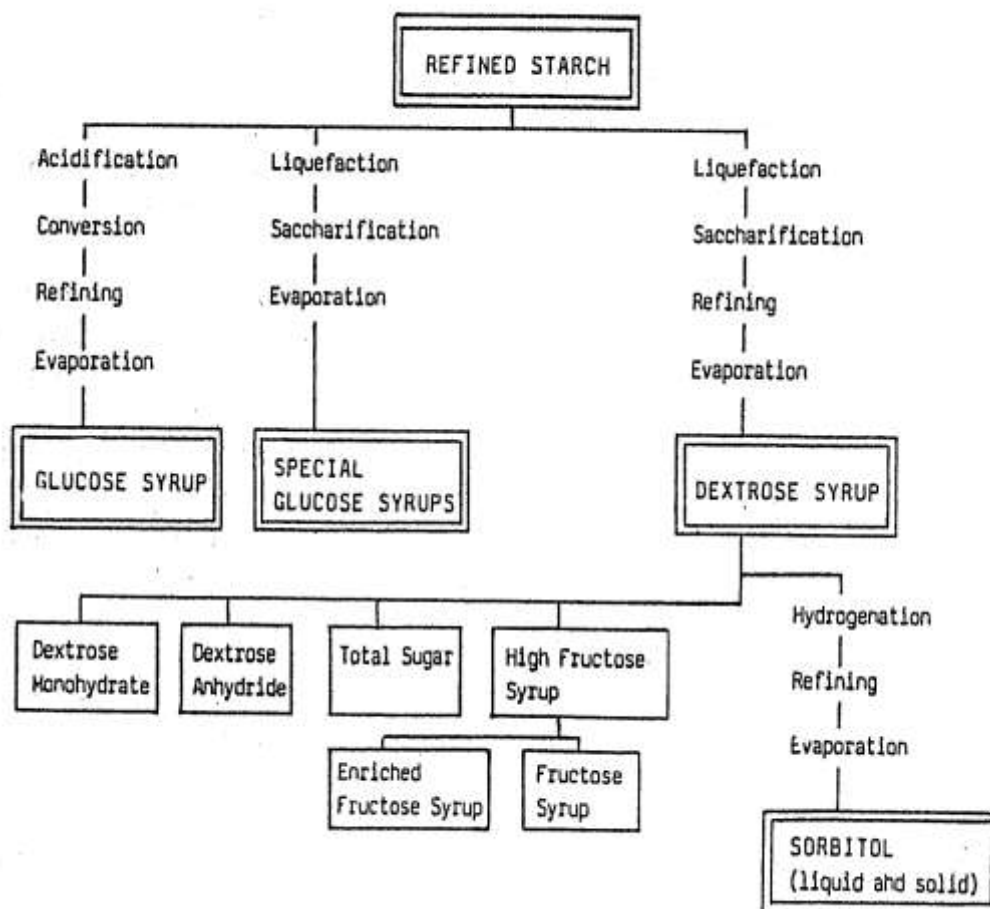 REFINED STARCH
Acidification
Conversion
Refining
Evaporation
Liquefaction
Saccharification
Evaporation
Liquefaction
Saccharification
Refining
Evaporation
GLUCOSE SYRUP
SPECIAL
GLUCOSE SYRUPS
DEXTROSE SYRUP
Dextrose
Monohydrate
Dextrose
Anhydride
Total Sugar
High Fructose
Syrup
Enriched
Fructose Syrup
Fructose
Syrup
Hydrogenation
Refining
Evaporation
SORBITOL
(liquid and solid)